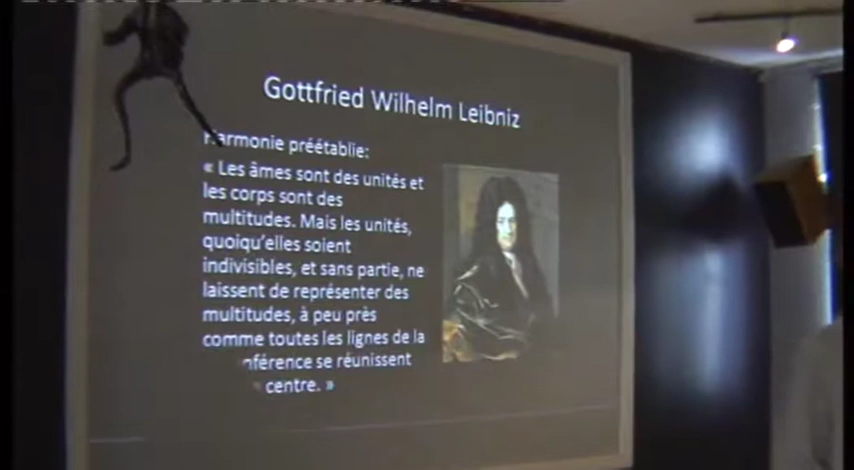 Gottfried Wilhelm Leibniz
Harmonie préétablie:
« Les âmes sont des unités et
les corps sont des
multitudes. Mais les unités,
quoiqu'elles soient
indivisibles, et sans partie, ne
laissent de représenter des
multitudes, à peu près
comme toutes les lignes de la
nférence se réunissent
centre. »